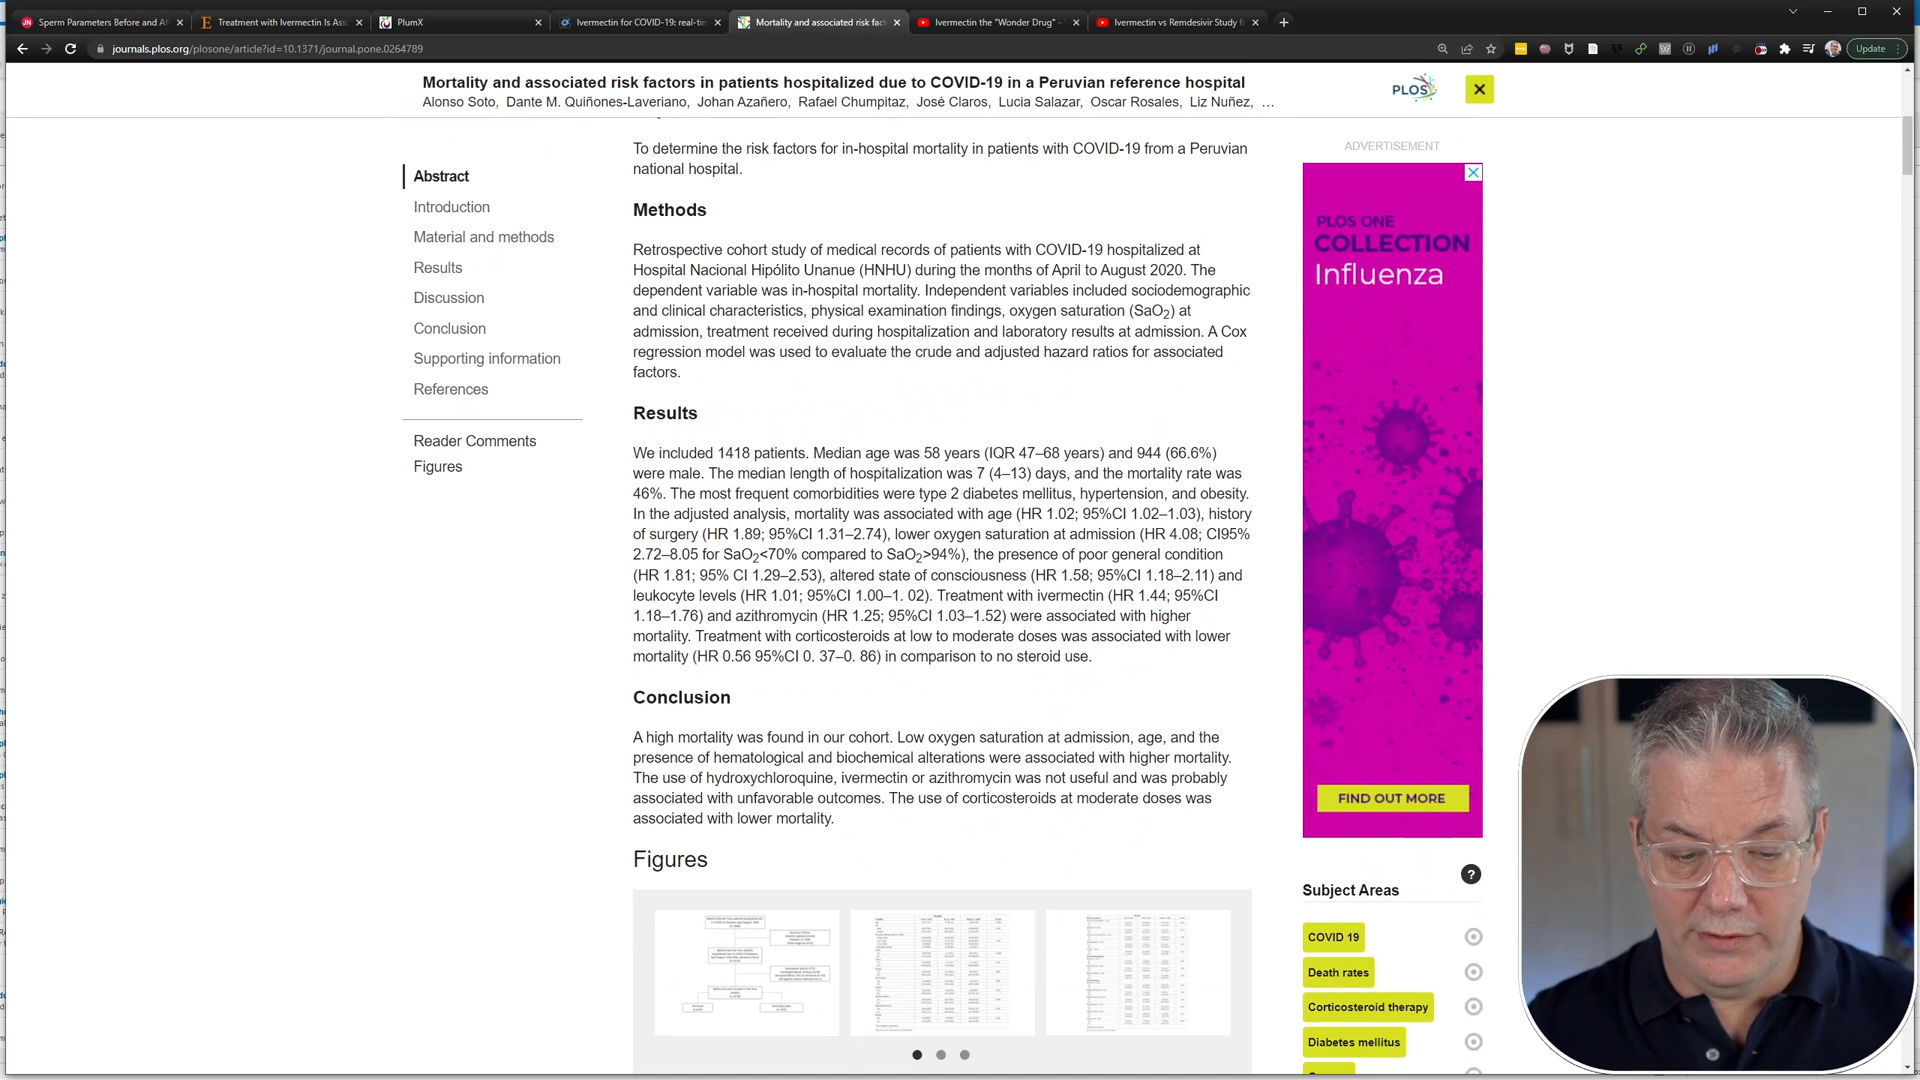 Sperm Parameters Before and Af
Treatment with Ivermectin Is Ass
PlumX
Ivermectin for COVID-19: real-tim
Mortality and associated risk fact
Ivermectin the "Wonder Drug" -
Ivermectin vs Remdesivir Study
journals.plos.org/plosone/article?id=10.1371/journal.pone.0264789
Update
Mortality and associated risk factors in patients hospitalized due to COVID-19 in a Peruvian reference hospital
Alonso Soto, Dante M. Quiñones-Laveriano, Johan Azañero, Rafael Chumpitaz, José Claros, Lucia Salazar, Oscar Rosales, Liz Nuñez, …
PLOS
Abstract
Introduction
Material and methods
Results
Discussion
Conclusion
Supporting information
References
Reader Comments
Figures
To determine the risk factors for in-hospital mortality in patients with COVID-19 from a Peruvian
national hospital.
Methods
Retrospective cohort study of medical records of patients with COVID-19 hospitalized at
Hospital Nacional Hipólito Unanue (HNHU) during the months of April to August 2020. The
dependent variable was in-hospital mortality. Independent variables included sociodemographic
and clinical characteristics, physical examination findings, oxygen saturation (SaO2) at
admission, treatment received during hospitalization and laboratory results at admission. A Cox
regression model was used to evaluate the crude and adjusted hazard ratios for associated
factors.
Results
We included 1418 patients. Median age was 58 years (IQR 47–68 years) and 944 (66.6%)
were male. The median length of hospitalization was 7 (4–13) days, and the mortality rate was
46%. The most frequent comorbidities were type 2 diabetes mellitus, hypertension, and obesity.
In the adjusted analysis, mortality was associated with age (HR 1.02; 95%CI 1.02–1.03), history
of surgery (HR 1.89; 95%CI 1.31–2.74), lower oxygen saturation at admission (HR 4.08; CI95%
2.72–8.05 for SaO2<70% compared to SaO2>94%), the presence of poor general condition
(HR 1.81; 95% CI 1.29–2.53), altered state of consciousness (HR 1.58; 95%CI 1.18–2.11) and
leukocyte levels (HR 1.01; 95%CI 1.00–1. 02). Treatment with ivermectin (HR 1.44; 95%CI
1.18–1.76) and azithromycin (HR 1.25; 95%CI 1.03–1.52) were associated with higher
mortality. Treatment with corticosteroids at low to moderate doses was associated with lower
mortality (HR 0.56 95%CI 0. 37–0. 86) in comparison to no steroid use.
Conclusion
A high mortality was found in our cohort. Low oxygen saturation at admission, age, and the
presence of hematological and biochemical alterations were associated with higher mortality.
The use of hydroxychloroquine, ivermectin or azithromycin was not useful and was probably
associated with unfavorable outcomes. The use of corticosteroids at moderate doses was
associated with lower mortality.
Figures
ADVERTISEMENT
PLOS ONE
COLLECTION
Influenza
FIND OUT MORE
Subject Areas
?
COVID 19
Death rates
Corticosteroid therapy
Diabetes mellitus